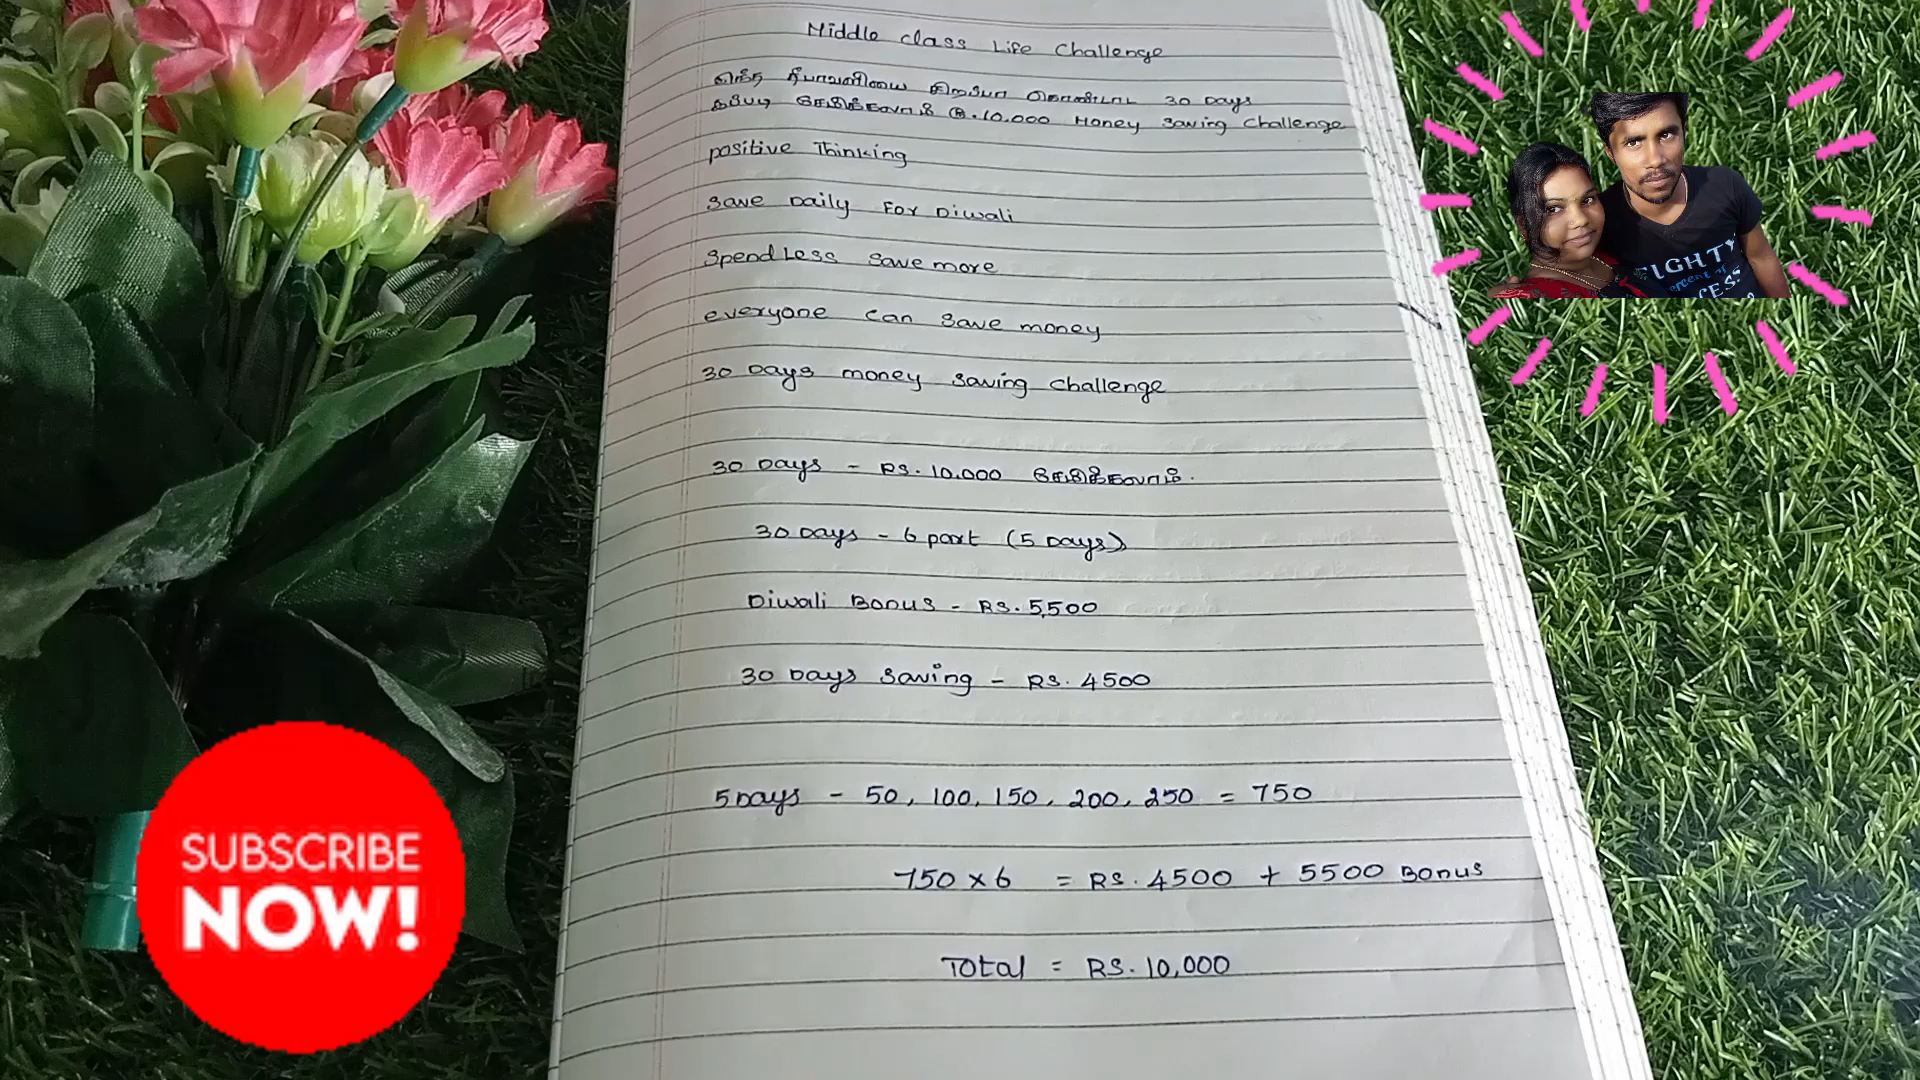 Middle class Life Challenge
இந்த தீபாவளியை சிறப்பா கொண்டாட 30 Days
எப்படி சேமிக்கலாம் ரூ.10.000 Money saving challenge
positive Thinking
Save Daily For Diwali
Spend Less Save more
everyone can save money
30 Days money saving challenge
30 Days - RS. 10.000 சேமிக்கலாம்.
30 Days - 6 part (5 Days)
Diwali Bonus - RS. 5,500
30 Days saving - RS. 4500
5 Days - 50, 100, 150, 200, 250 = 750
750 x 6 = RS. 4500 + 5500 Bonus
Total = RS. 10,000
SUBSCRIBE
NOW!
FIGHT